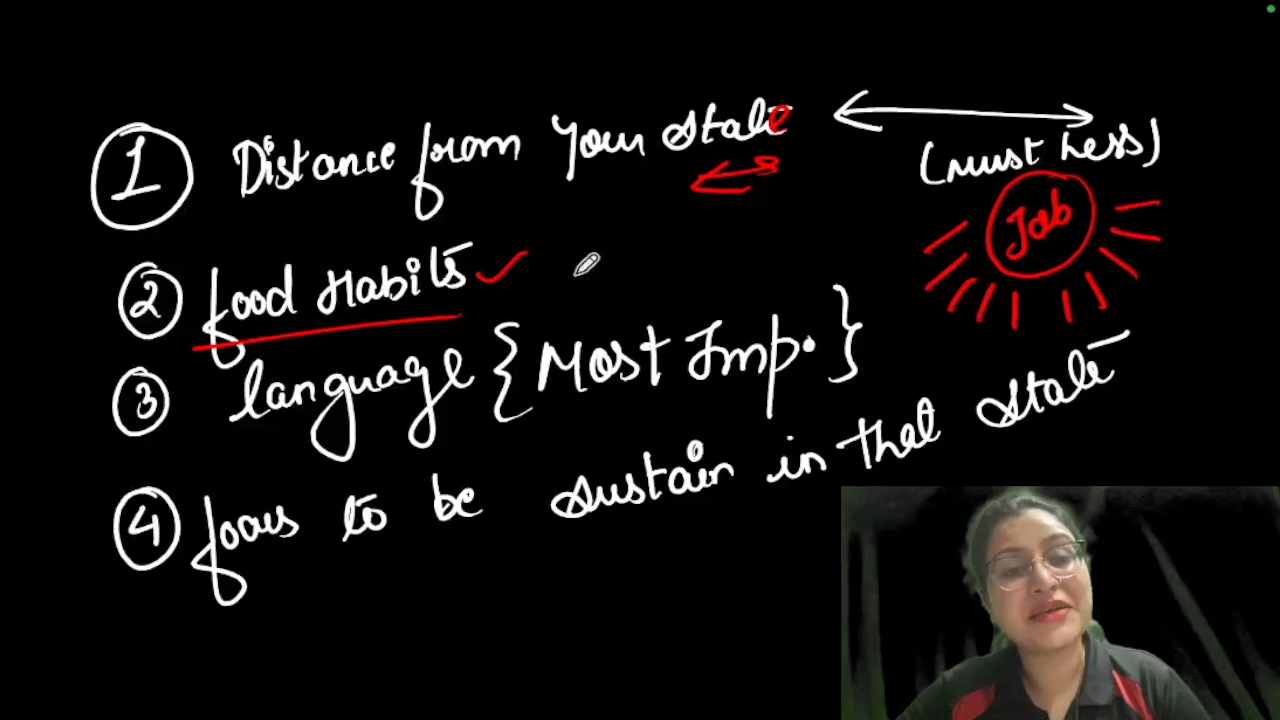 1 Distance from your state
(must Less)
Job
2 food Habits
3 language {Most Imp.}
4 focus to be sustain in that state